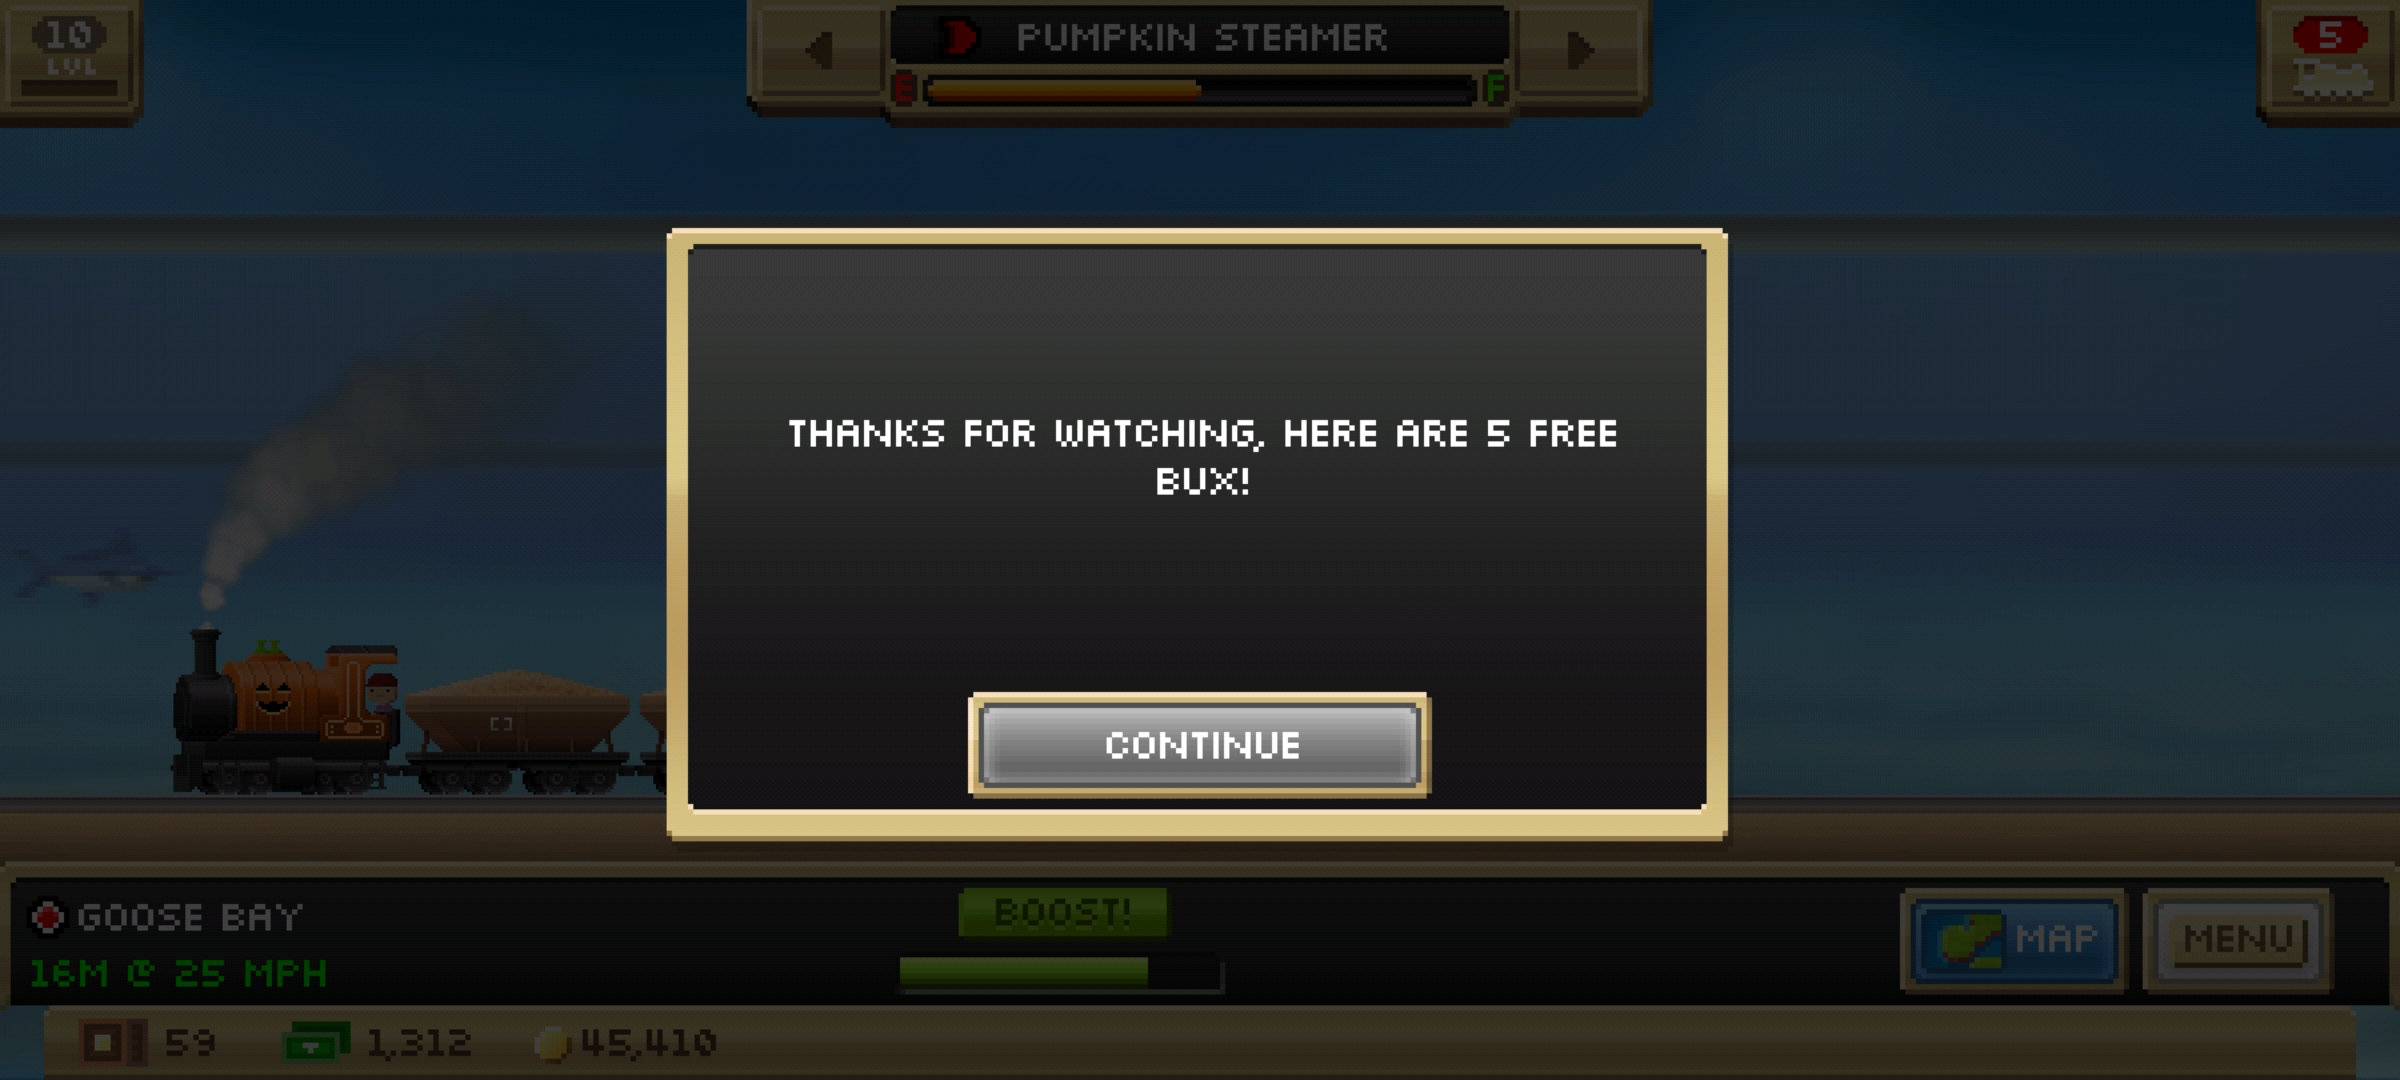 10
LVL
PUMPKIN STEAMER
E F
5
THANKS FOR WATCHING, HERE ARE 5 FREE
BUX!
CONTINUE
GOOSE BAY
16M @ 25 MPH
BOOST!
MAP
MENU
59 1,312 45,410